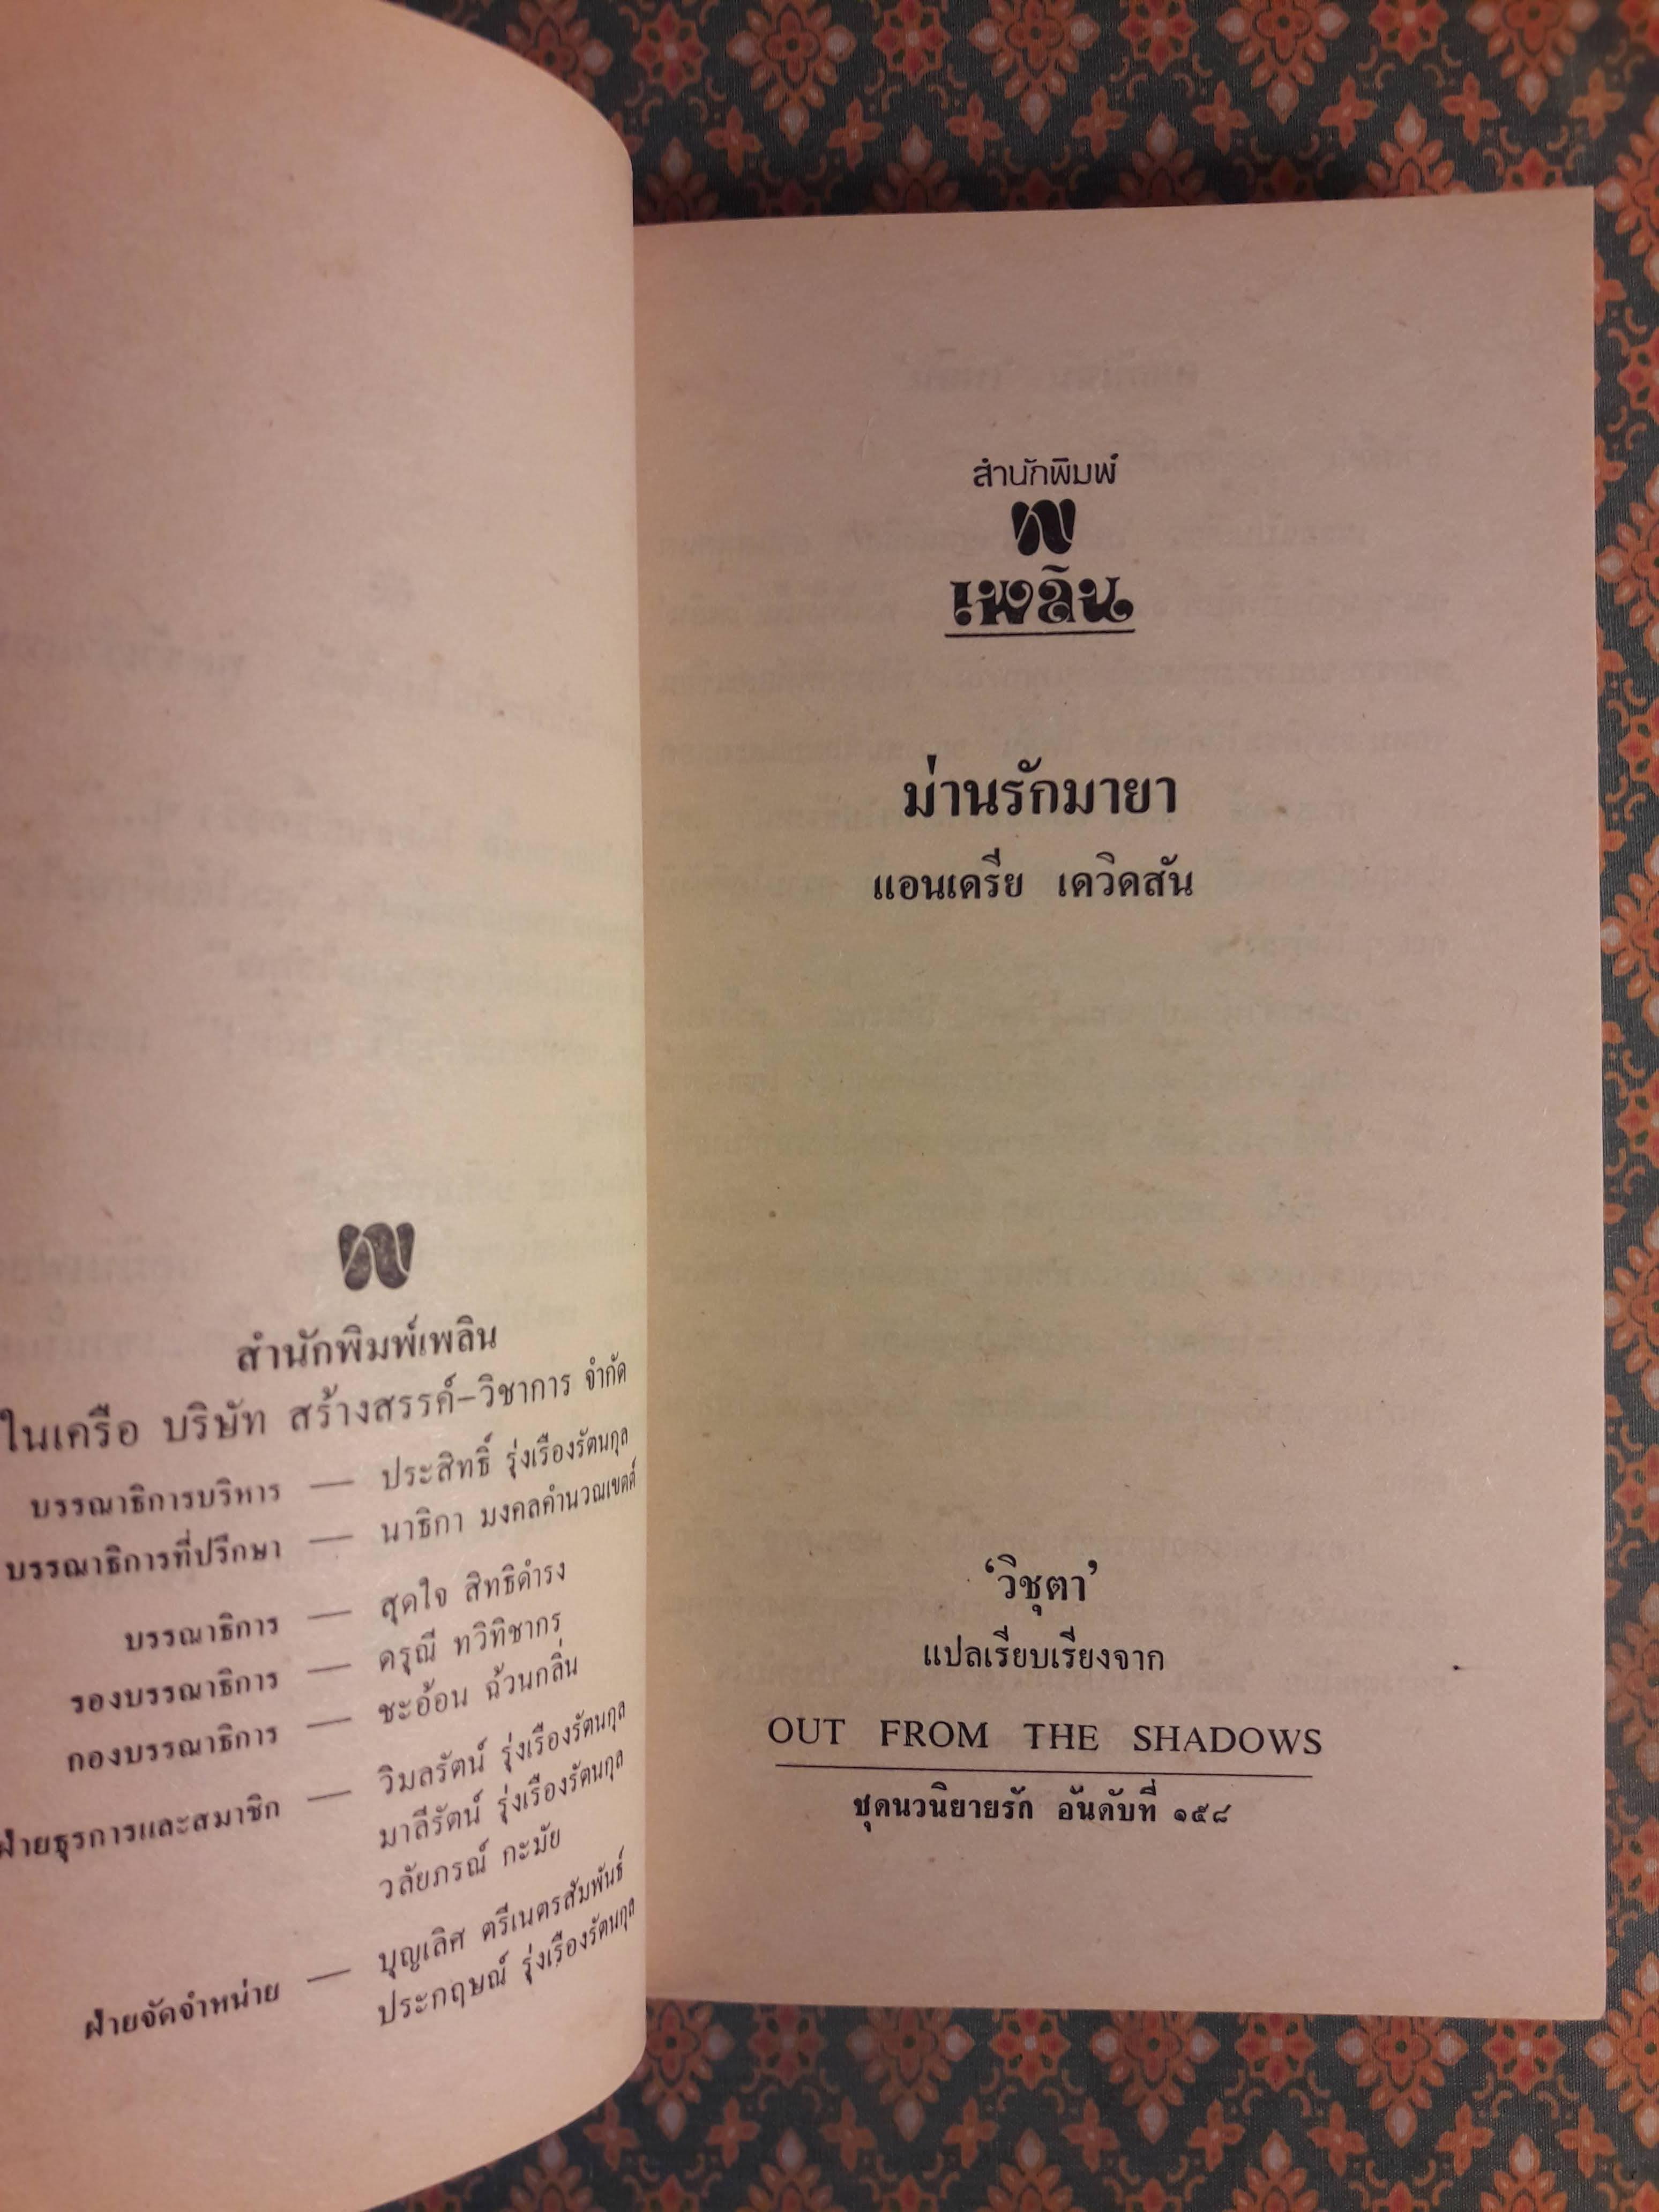 สำนักพิมพ์เพลิน
ในเครือ บริษัท สร้างสรรค์-วิชาการ จำกัด
บรรณาธิการบริหาร — ประสิทธิ์ รุ่งเรืองรัตนกุล
บรรณาธิการที่ปรึกษา — นาธิกา มงคลคำนวณเขตต์
บรรณาธิการ — สุดใจ สิทธิดำรง
รองบรรณาธิการ — ดรุณี ทวิทิชากร
กองบรรณาธิการ — ชะอ้อน ฉ้วนกลิ่น
ฝ่ายธุรการและสมาชิก — วิมลรัตน์ รุ่งเรืองรัตนกุล
มาลีรัตน์ รุ่งเรืองรัตนกุล
วลัยภรณ์ กะมัย
ฝ่ายจัดจำหน่าย — บุญเลิศ ตรีเนตรสัมพันธ์
ประกฤษณ์ รุ่งเรืองรัตนกุล
สำนักพิมพ์
เพลิน
ม่านรักมายา
แอนเดรีย เดวิดสัน
‘วิชุตา’
แปลเรียบเรียงจาก
OUT FROM THE SHADOWS
ชุดนวนิยายรัก อันดับที่ ๑๕๘